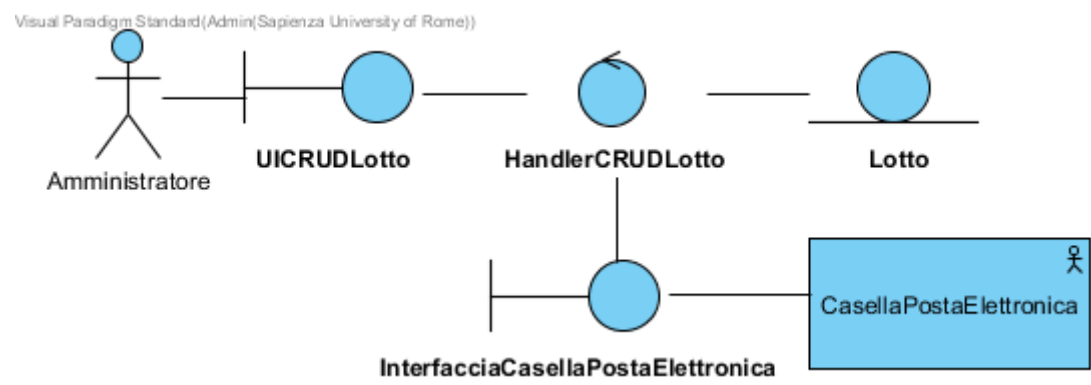 Visual Paradigm Standard(Admin(Sapienza University of Rome))
Amministratore
UICRUDLotto
HandlerCRUDLotto
Lotto
InterfacciaCasellaPostaElettronica
CasellaPostaElettronica